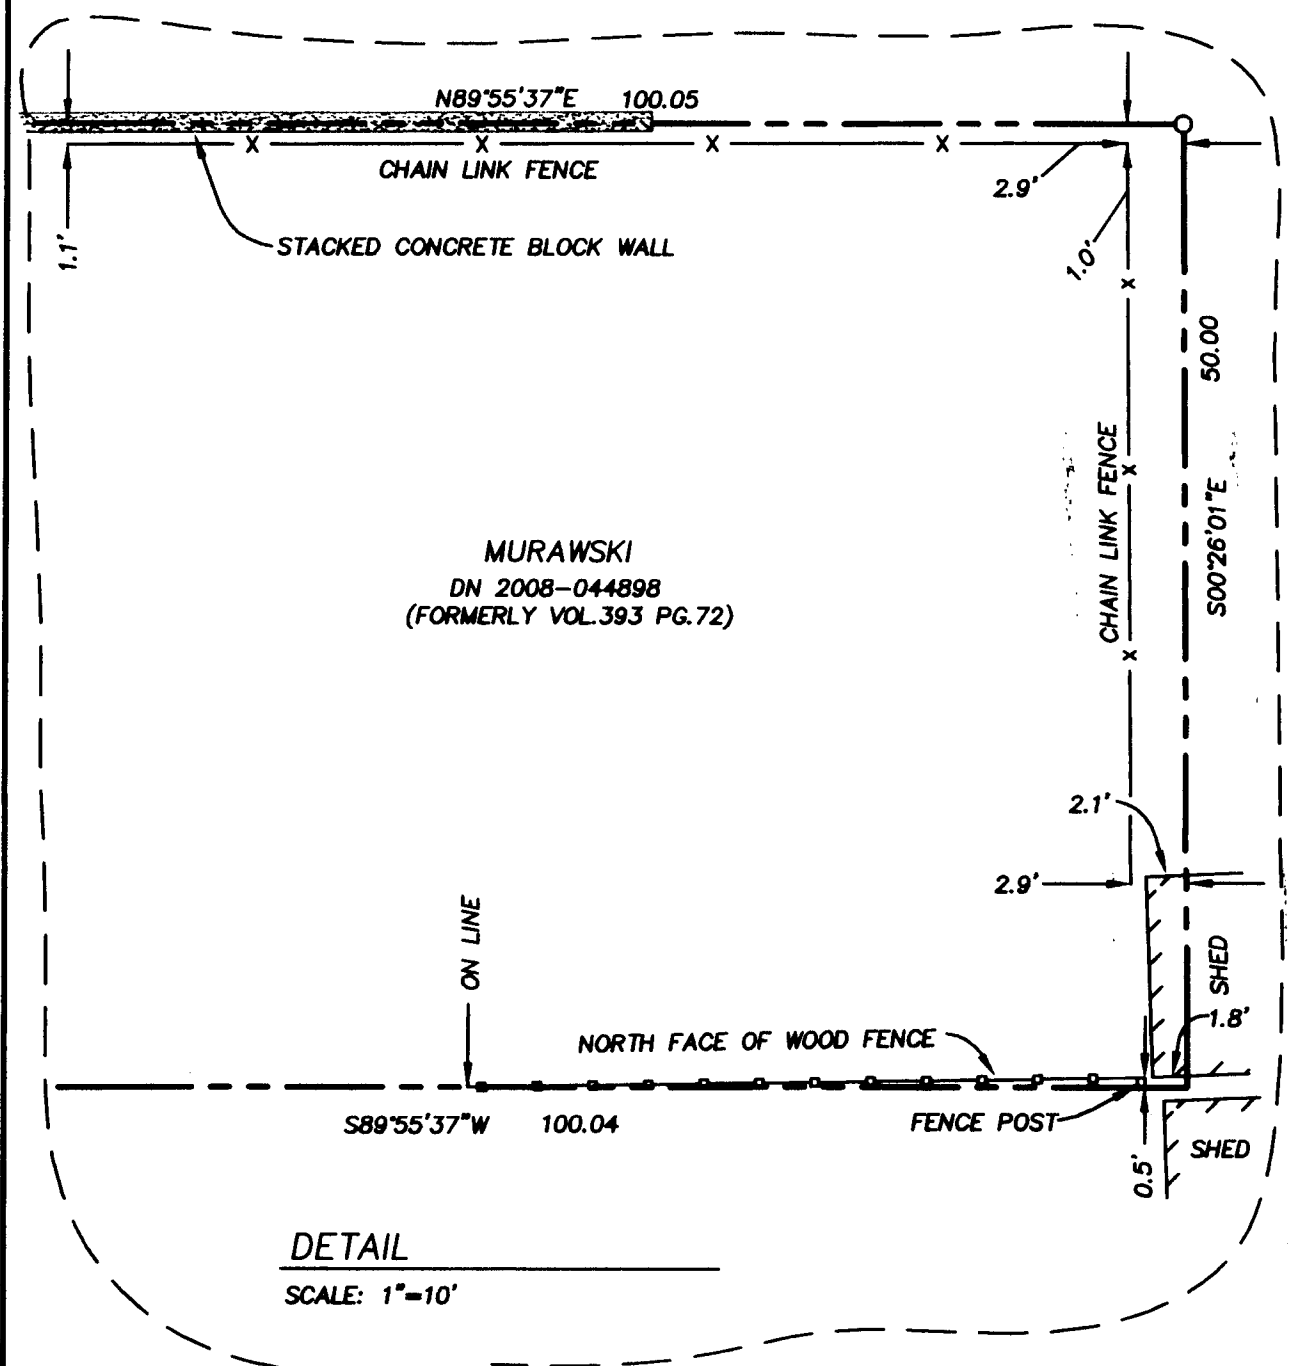 N89°55'37"E 100.05
CHAIN LINK FENCE
2.9'
1.1'
STACKED CONCRETE BLOCK WALL
1.0'
50.00
CHAIN LINK FENCE
S00°26'01"E
MURAWSKI
DN 2008-044898
(FORMERLY VOL.393 PG.72)
2.1'
2.9'
ON LINE
SHED
1.8'
NORTH FACE OF WOOD FENCE
S89°55'37"W 100.04
FENCE POST
0.5'
SHED
DETAIL
SCALE: 1"=10'